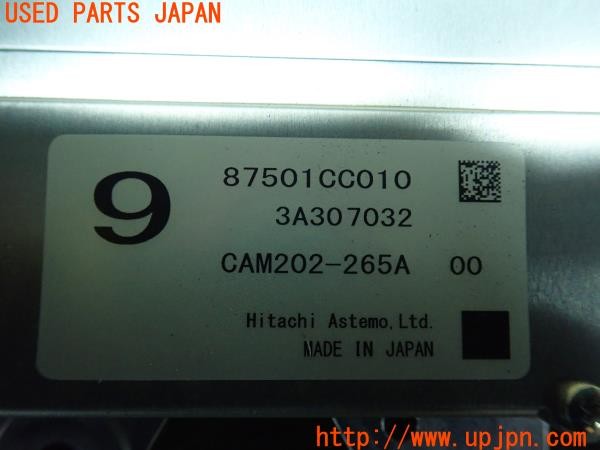 USED PARTS JAPAN
9
87501CC010
3A307032
CAM202-265A 00
Hitachi Astemo,Ltd.
MADE IN JAPAN
http://www.upjpn.com